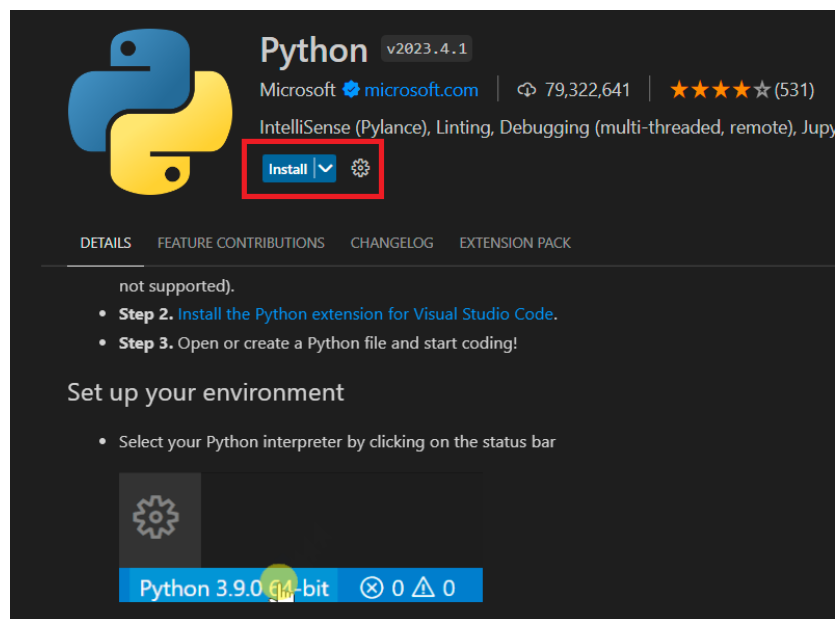 Python v2023.4.1
Microsoft microsoft.com 79,322,641 (531)
IntelliSense (Pylance), Linting, Debugging (multi-threaded, remote), Jupy
Install
DETAILS FEATURE CONTRIBUTIONS CHANGELOG EXTENSION PACK
not supported).
• Step 2. Install the Python extension for Visual Studio Code.
• Step 3. Open or create a Python file and start coding!
Set up your environment
• Select your Python interpreter by clicking on the status bar
Python 3.9.0 64-bit 0 0